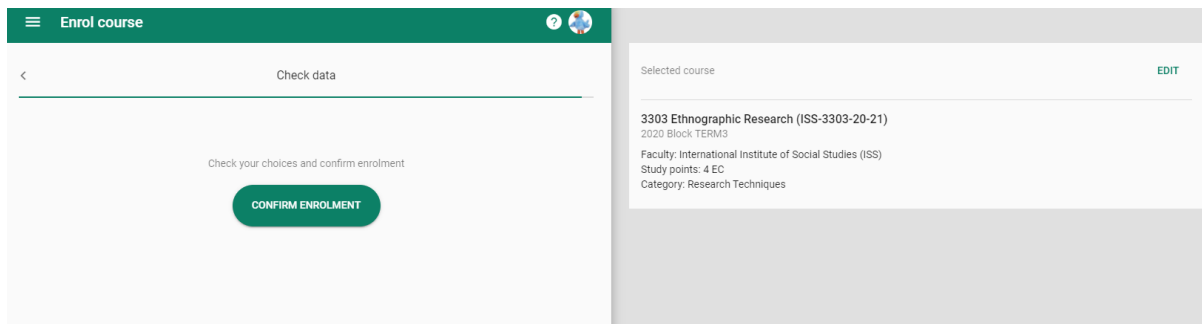 Enrol course
?
Check data
Check your choices and confirm enrolment
CONFIRM ENROLMENT
Selected course
EDIT
3303 Ethnographic Research (ISS-3303-20-21)
2020 Block TERM3
Faculty: International Institute of Social Studies (ISS)
Study points: 4 EC
Category: Research Techniques